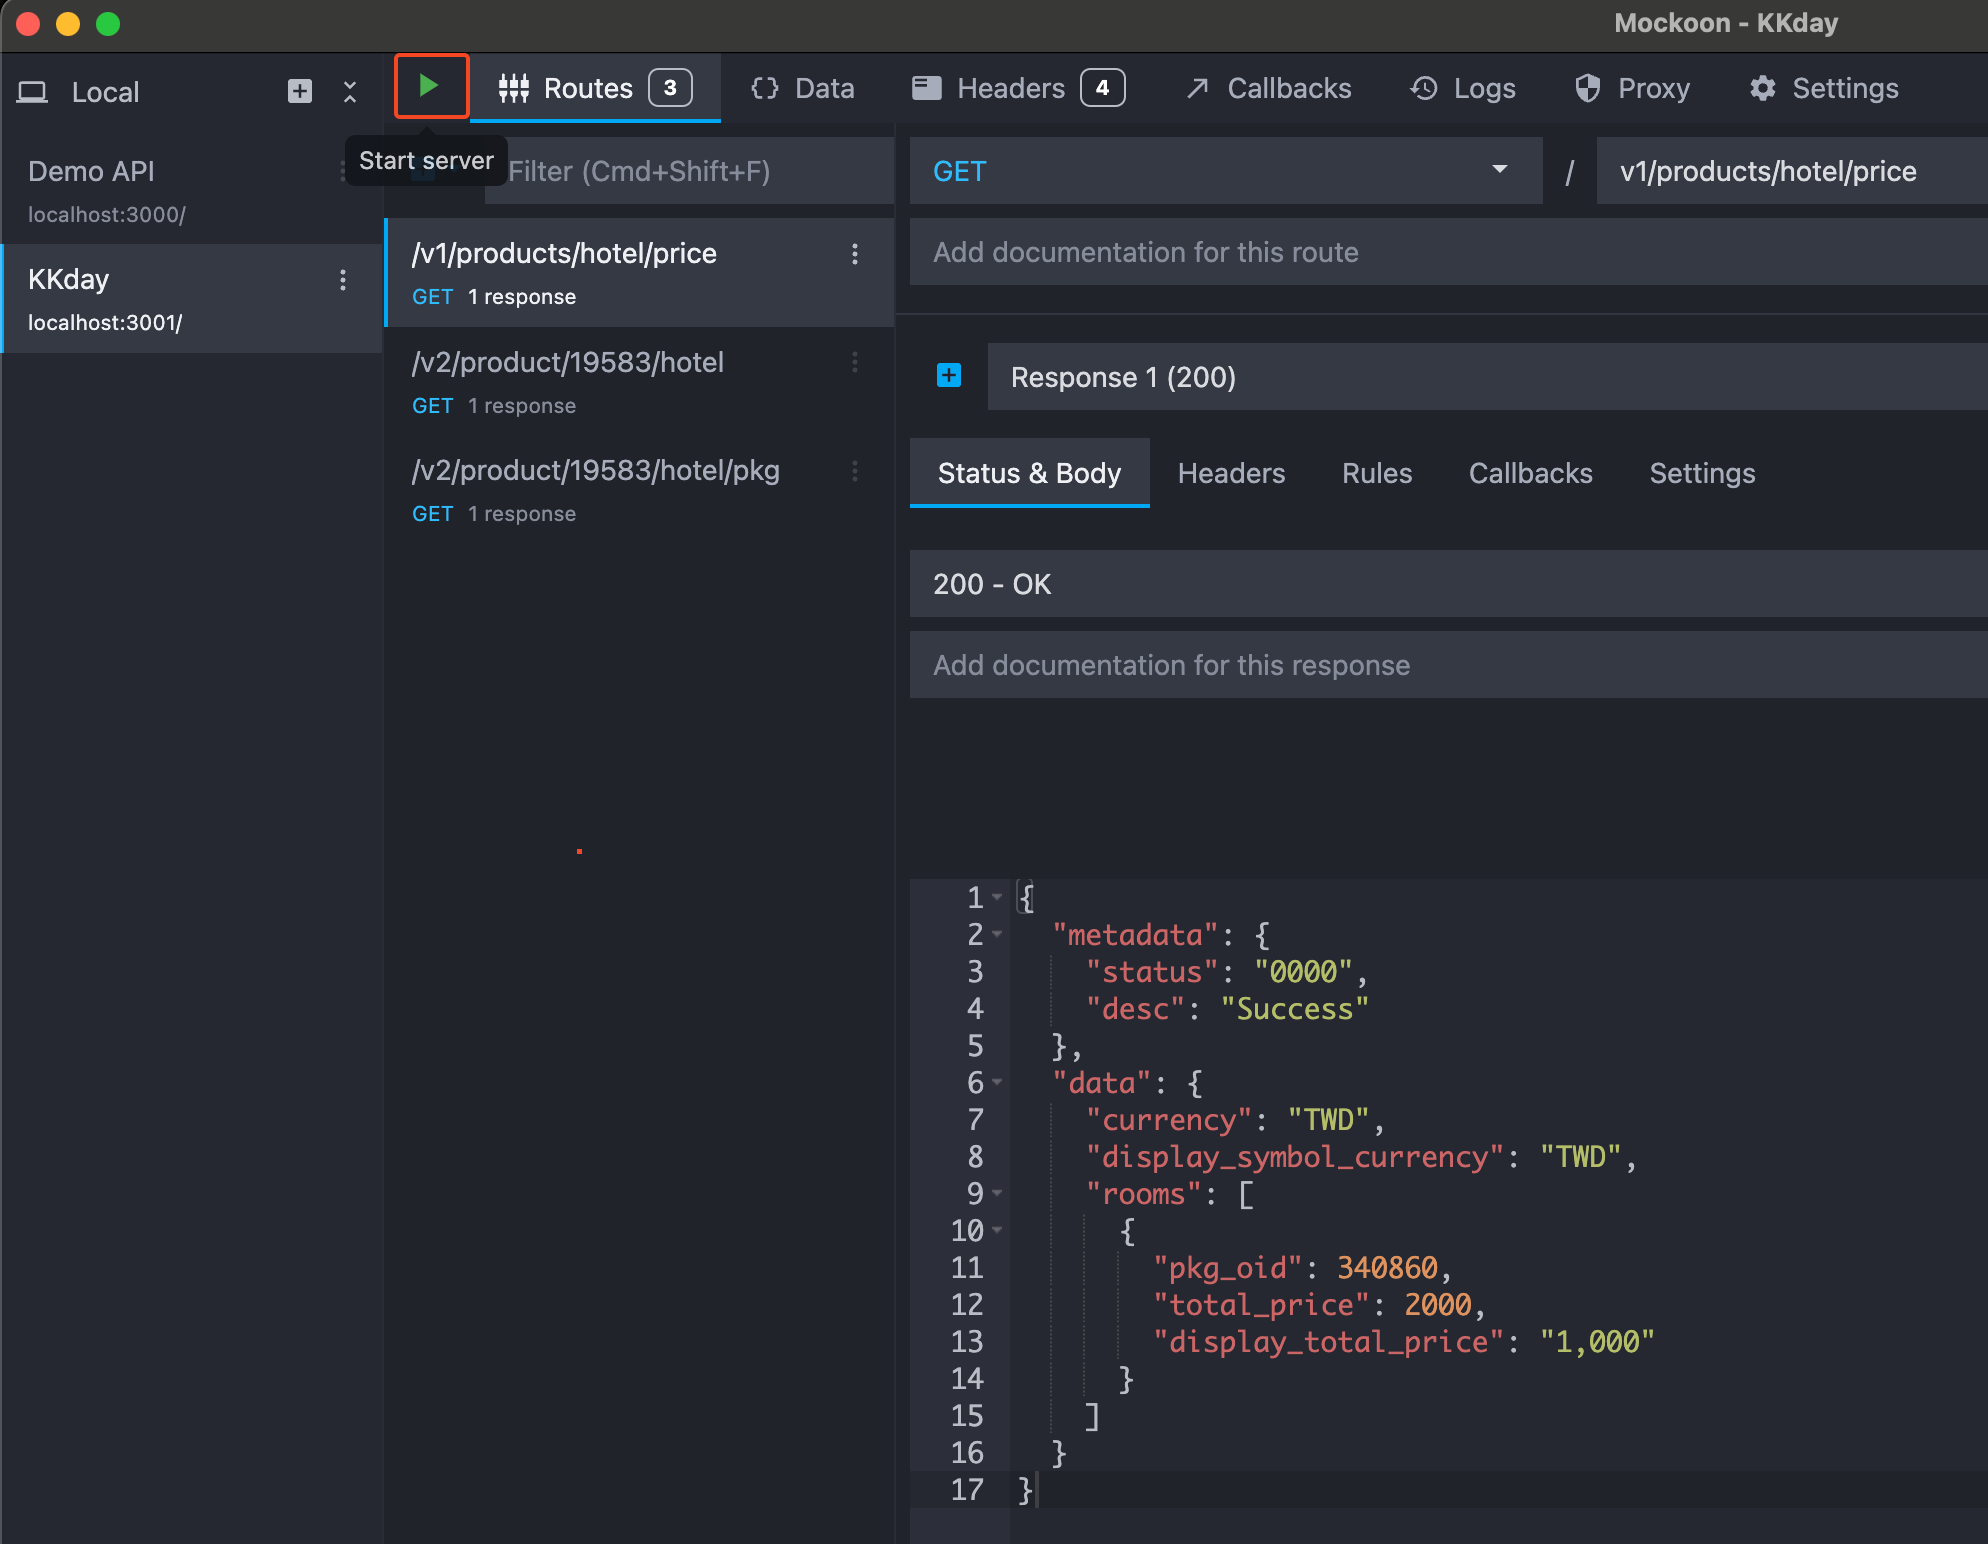 Mockoon - KKday
Local
Routes 3
Data
Headers 4
Callbacks
Logs
Proxy
Settings
Start server
Demo API
localhost:3000/
KKday
localhost:3001/
Filter (Cmd+Shift+F)
/v1/products/hotel/price
GET 1 response
/v2/product/19583/hotel
GET 1 response
/v2/product/19583/hotel/pkg
GET 1 response
GET / v1/products/hotel/price
Add documentation for this route
Response 1 (200)
Status & Body
Headers
Rules
Callbacks
Settings
200 - OK
Add documentation for this response
1 {
2 "metadata": {
3 "status": "0000",
4 "desc": "Success"
5 },
6 "data": {
7 "currency": "TWD",
8 "display_symbol_currency": "TWD",
9 "rooms": [
10 {
11 "pkg_oid": 340860,
12 "total_price": 2000,
13 "display_total_price": "1,000"
14 }
15 ]
16 }
17 }